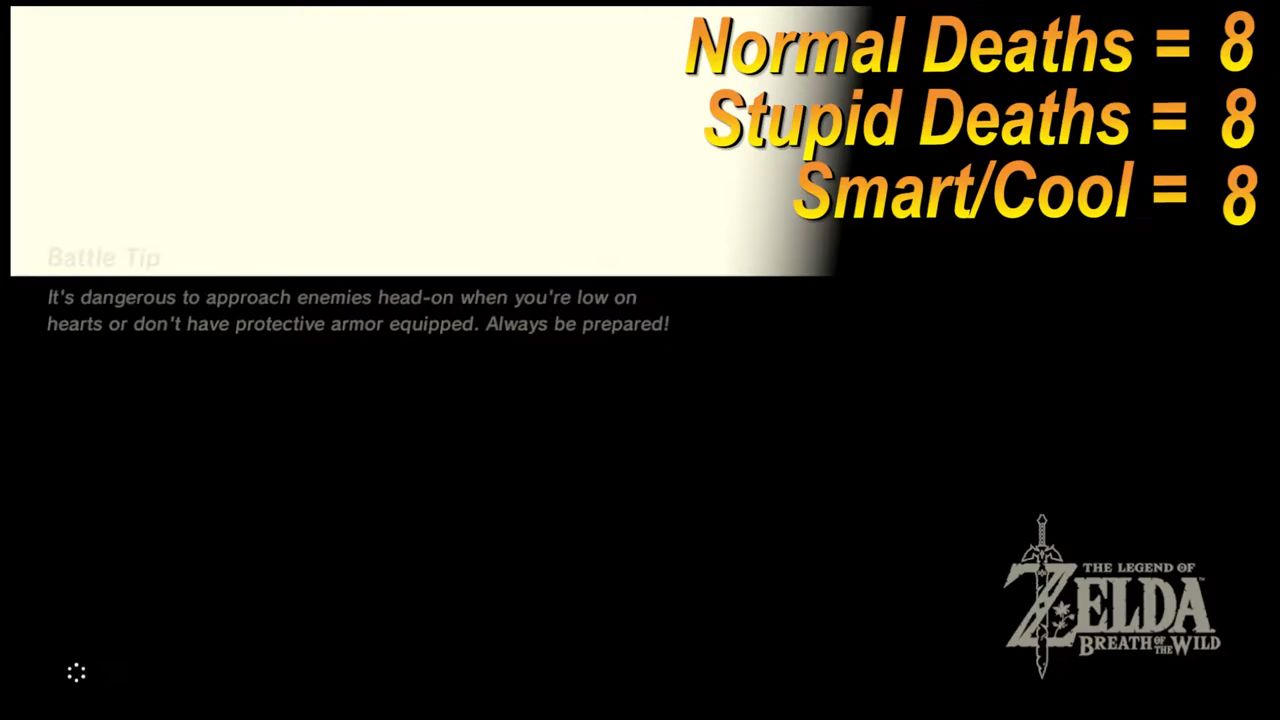 Normal Deaths = 8
Stupid Deaths = 8
Smart/Cool = 8
Battle Tip
It's dangerous to approach enemies head-on when you're low on
hearts or don't have protective armor equipped. Always be prepared!
THE LEGEND OF
ZELDA
BREATH OF THE WILD